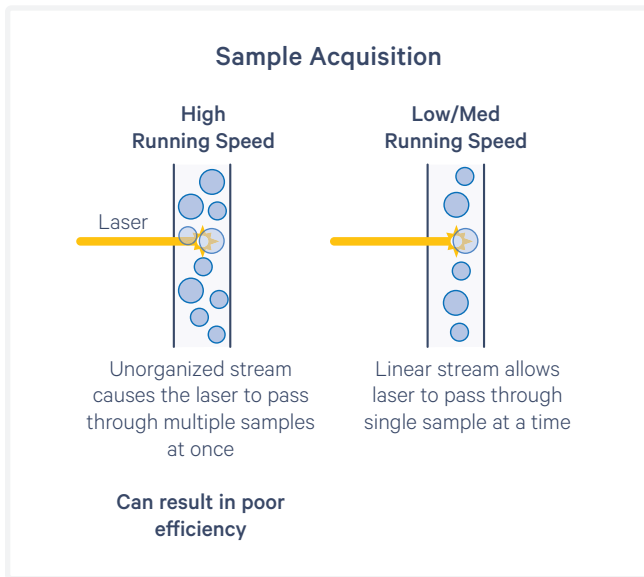 Sample Acquisition
High
Running Speed
Low/Med
Running Speed
Laser
Unorganized stream
causes the laser to pass
through multiple samples
at once
Linear stream allows
laser to pass through
single sample at a time
Can result in poor
efficiency